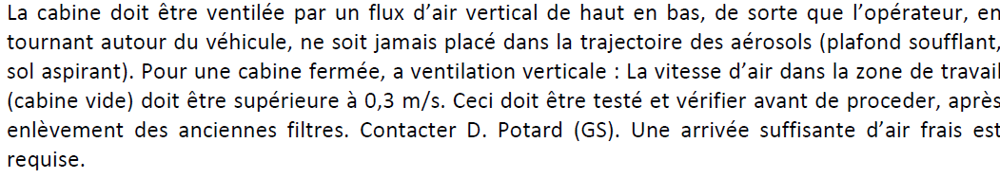 La cabine doit être ventilée par un flux d’air vertical de haut en bas, de sorte que l’opérateur, en
tournant autour du véhicule, ne soit jamais placé dans la trajectoire des aérosols (plafond soufflant,
sol aspirant). Pour une cabine fermée, a ventilation verticale : La vitesse d’air dans la zone de travail
(cabine vide) doit être supérieure à 0,3 m/s. Ceci doit être testé et vérifier avant de proceder, après
enlèvement des anciennes filtres. Contacter D. Potard (GS). Une arrivée suffisante d’air frais est
requise.